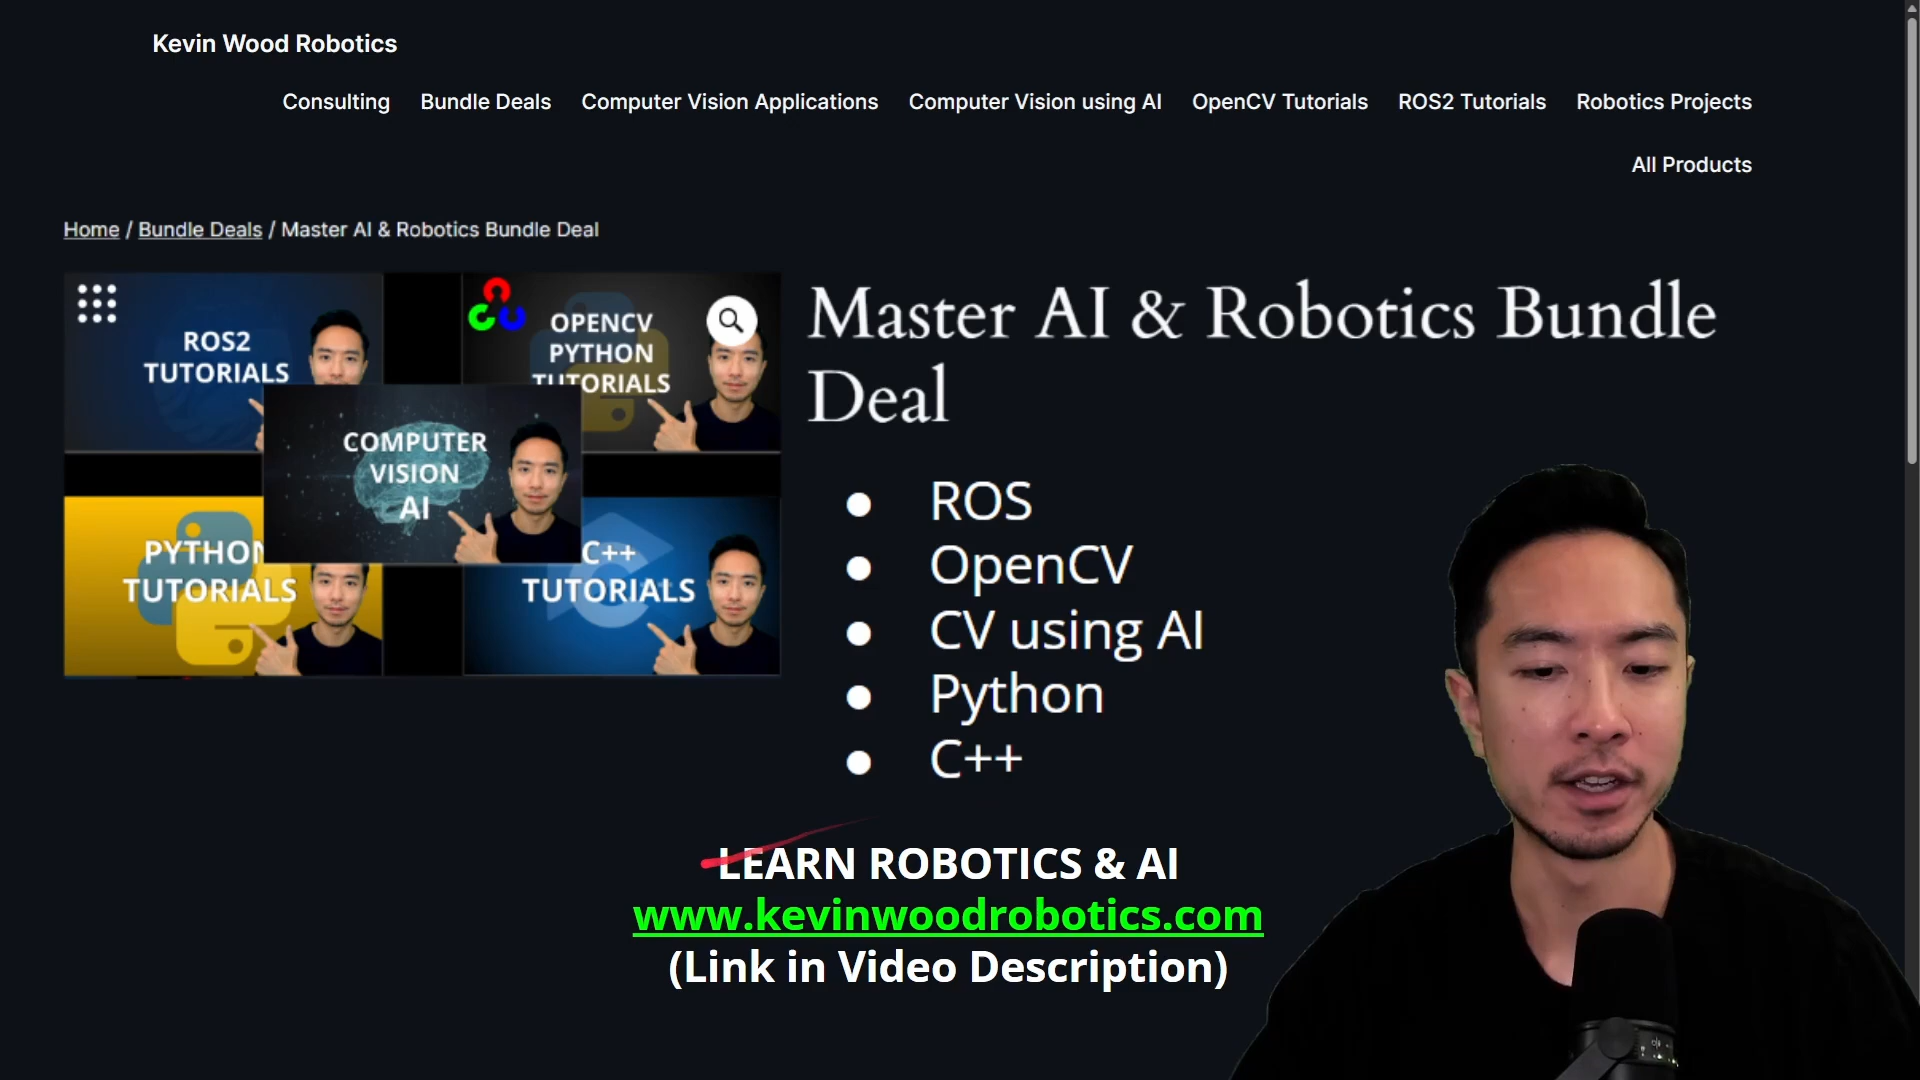 Kevin Wood Robotics
Consulting Bundle Deals Computer Vision Applications Computer Vision using AI OpenCV Tutorials ROS2 Tutorials Robotics Projects
All Products
Home / Bundle Deals / Master AI & Robotics Bundle Deal
ROS2
TUTORIALS
OPENCV
PYTHON
TUTORIALS
COMPUTER
VISION
AI
PYTHON
TUTORIALS
C++
TUTORIALS
Master AI & Robotics Bundle
Deal
● ROS
● OpenCV
● CV using AI
● Python
● C++
LEARN ROBOTICS & AI
www.kevinwoodrobotics.com
(Link in Video Description)